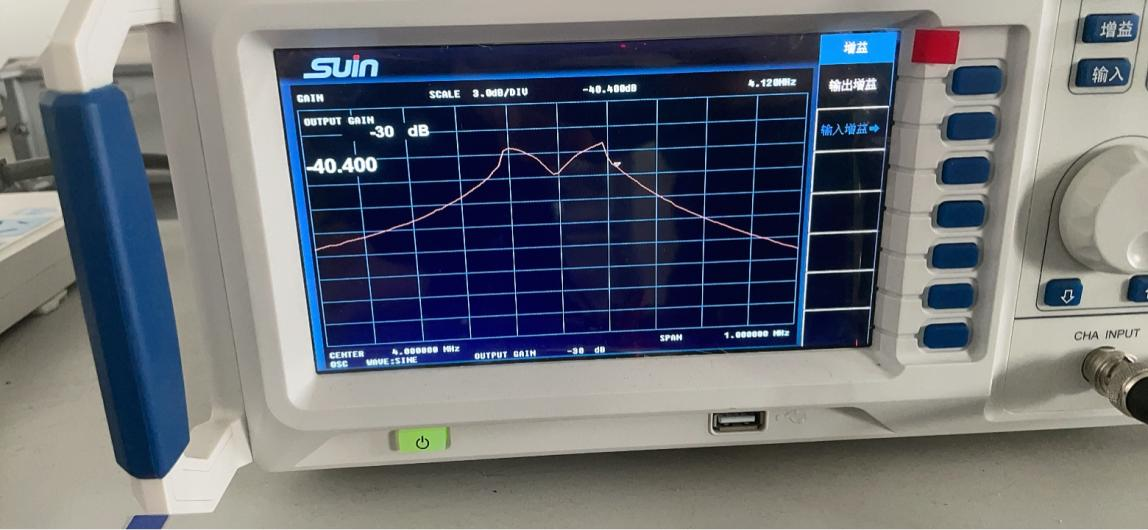 suin
增益
增益
输入
GAIN SCALE 3.0dB/DIV -40.400dB 4.120MHz
输出增益
OUTPUT GAIN
-30 dB
输入增益
-40.400
CENTER 4.000000 MHz SPAN 1.000000 MHz
OSC WAVE:SINE OUTPUT GAIN -30 dB
CHA INPUT